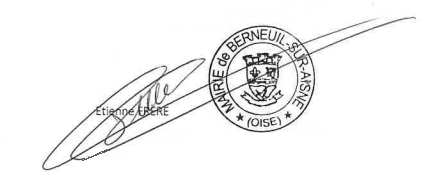 MAIRIE de BERNEUIL-SUR-AISNE
★ (OISE) ★
Etienne FRERE